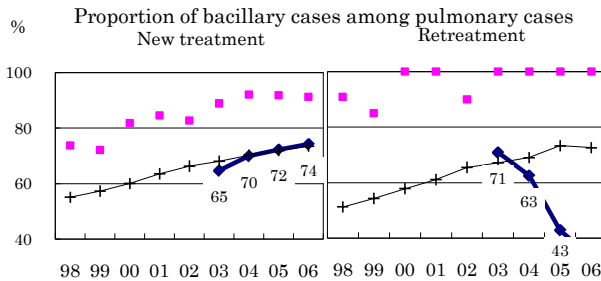 Proportion of bacillary cases among pulmonary cases
%
New treatment
Retreatment
100
80
60
40
65
70
72
74
71
63
43
98 99 00 01 02 03 04 05 06
98 99 00 01 02 03 04 05 06